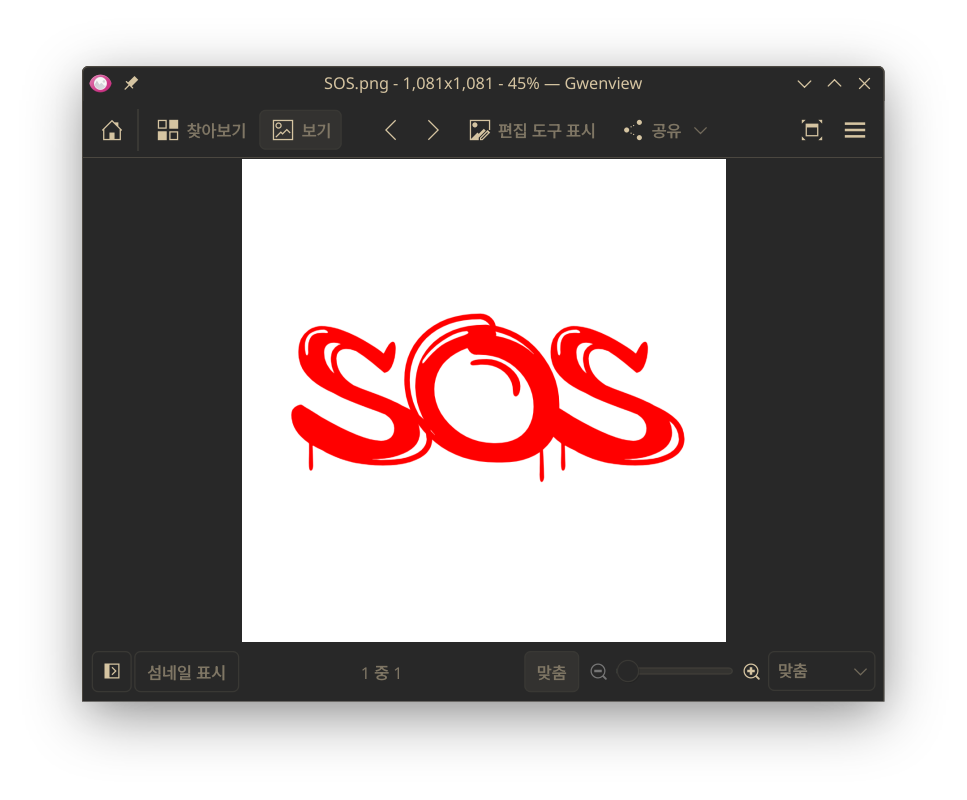 SOS.png - 1,081x1,081 - 45% — Gwenview
찾아보기 보기 편집 도구 표시 공유
SOS
섬네일 표시 1 중 1 맞춤 맞춤